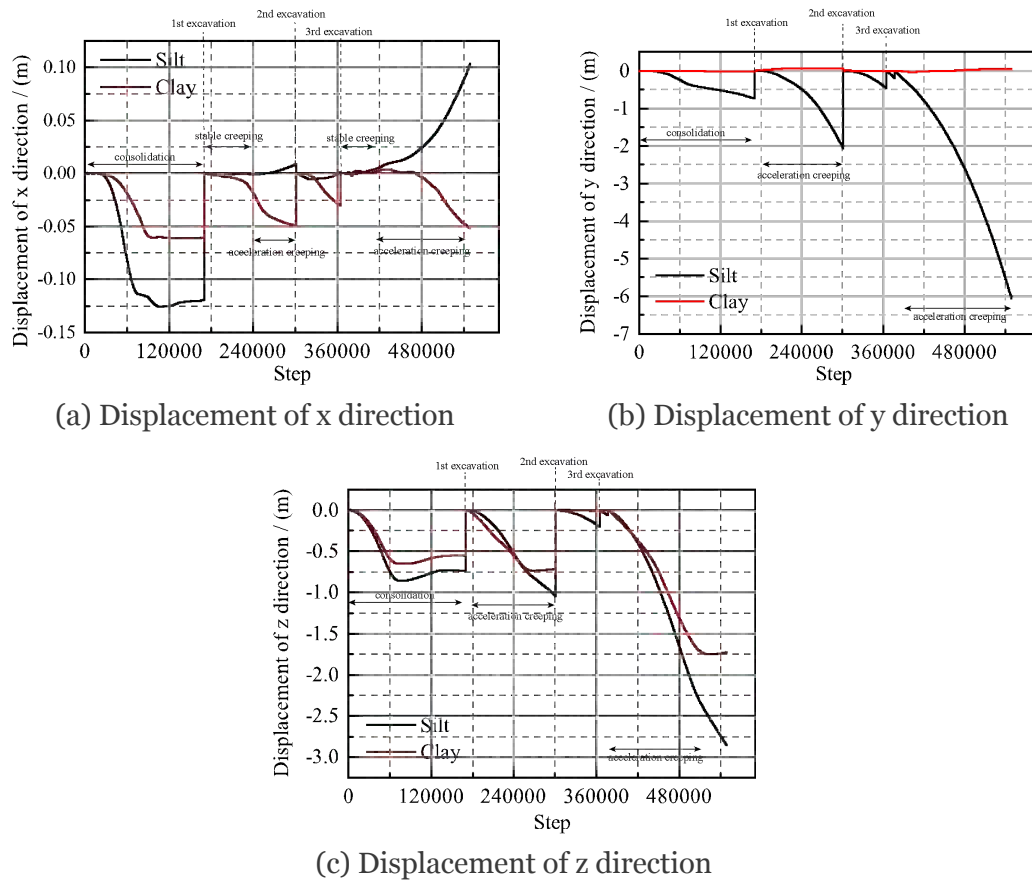 1st excavation
2nd excavation
3rd excavation
Displacement of x direction / (m)
0.10
0.05
0.00
-0.05
-0.10
-0.15
Silt
Clay
consolidation
stable creeping
stable creeping
acceleration creeping
acceleration creeping
0 120000 240000 360000 480000
Step
(a) Displacement of x direction
1st excavation
2nd excavation
3rd excavation
Displacement of y direction / (m)
0
-1
-2
-3
-4
-5
-6
-7
consolidation
acceleration creeping
Silt
Clay
acceleration creeping
0 120000 240000 360000 480000
Step
(b) Displacement of y direction
1st excavation
2nd excavation
3rd excavation
Displacement of z direction / (m)
0.0
-0.5
-1.0
-1.5
-2.0
-2.5
-3.0
consolidation
acceleration creeping
Silt
Clay
acceleration creeping
0 120000 240000 360000 480000
Step
(c) Displacement of z direction